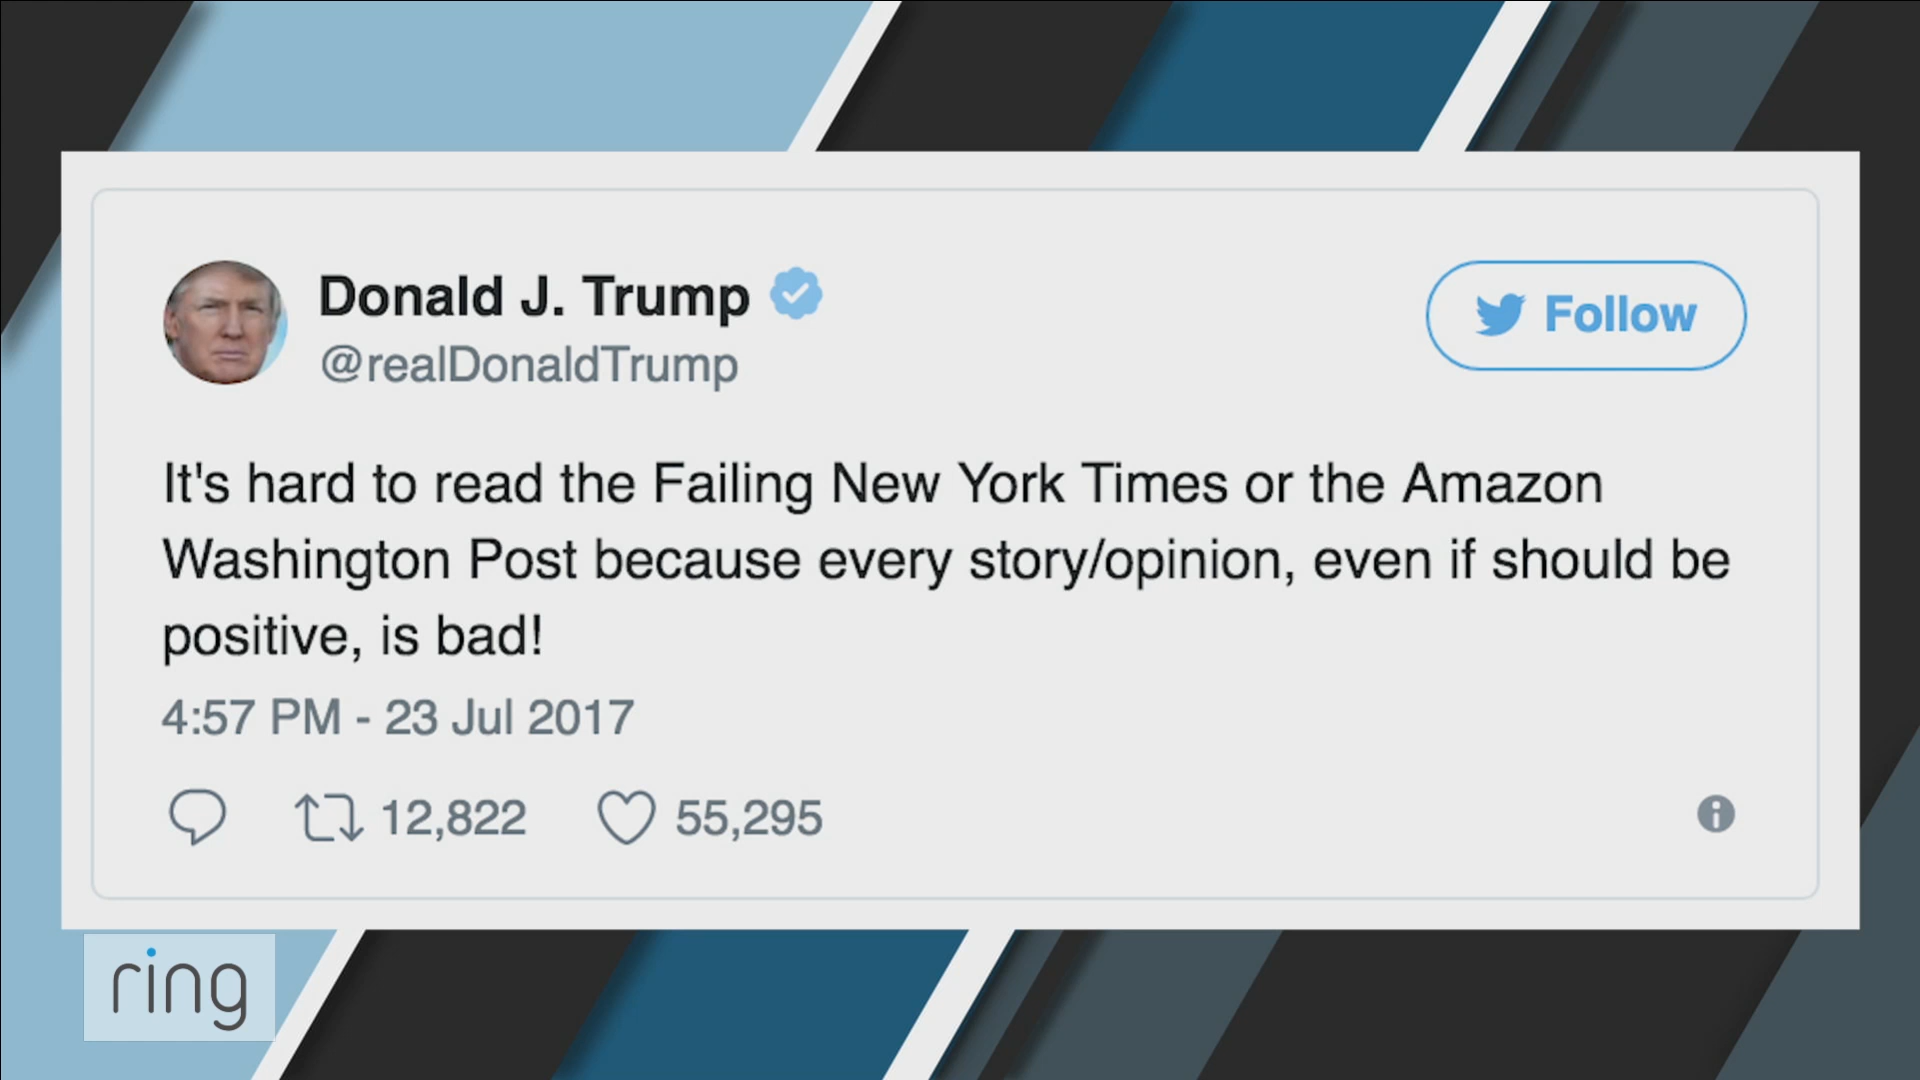 Donald J. Trump
@realDonaldTrump
Follow
It's hard to read the Failing New York Times or the Amazon
Washington Post because every story/opinion, even if should be
positive, is bad!
4:57 PM - 23 Jul 2017
12,822 55,295
ring